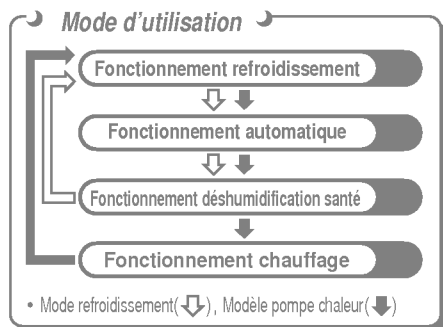 Mode d'utilisation
Fonctionnement refroidissement
Fonctionnement automatique
Fonctionnement déshumidification santé
Fonctionnement chauffage
• Mode refroidissement( ), Modèle pompe chaleur( )